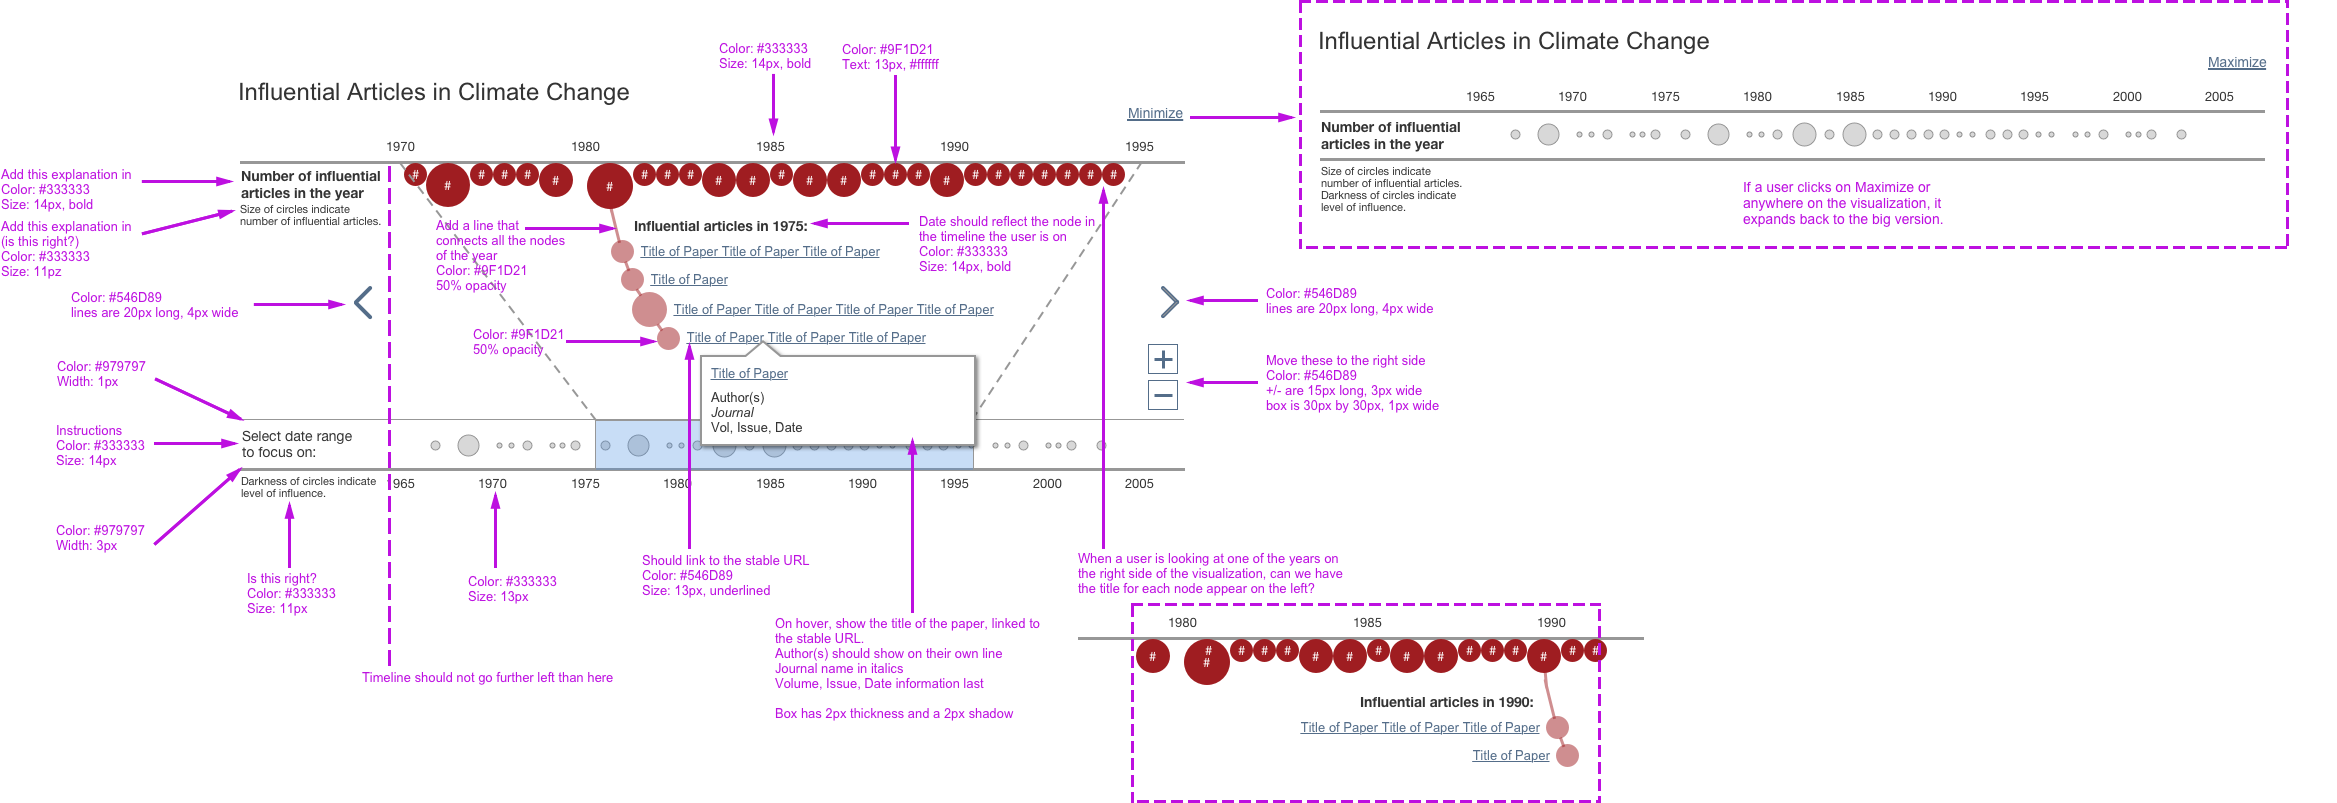 Influential Articles in Climate Change
Maximize
1965 1970 1975 1980 1985 1990 1995 2000 2005
Number of influential
articles in the year
Size of circles indicate
number of influential articles.
Darkness of circles indicate
level of influence.
If a user clicks on Maximize or
anywhere on the visualization, it
expands back to the big version.
Color: #333333
Size: 14px, bold
Color: #9F1D21
Text: 13px, #ffffff
Influential Articles in Climate Change
Minimize
1970 1980 1985 1990 1995
Add this explanation in
Color: #333333
Size: 14px, bold
Add this explanation in
(is this right?)
Color: #333333
Size: 11pz
Number of influential
articles in the year
Size of circles indicate
number of influential articles.
# # # # # # # # # # # # # # # # # # # # # # # # # # #
Add a line that
connects all the nodes
of the year
Color: #9F1D21
50% opacity
Influential articles in 1975:
Date should reflect the node in
the timeline the user is on
Color: #333333
Size: 14px, bold
Title of Paper Title of Paper Title of Paper
Title of Paper
Title of Paper Title of Paper Title of Paper Title of Paper
Title of Paper Title of Paper Title of Paper
Color: #9F1D21
50% opacity
Color: #546D89
lines are 20px long, 4px wide
Color: #546D89
lines are 20px long, 4px wide
Move these to the right side
Color: #546D89
+/- are 15px long, 3px wide
box is 30px by 30px, 1px wide
Title of Paper
Author(s)
Journal
Vol, Issue, Date
Color: #979797
Width: 1px
Instructions
Color: #333333
Size: 14px
Select date range
to focus on:
Darkness of circles indicate
level of influence.
1965 1970 1975 1980 1985 1990 1995 2000 2005
Color: #979797
Width: 3px
Is this right?
Color: #333333
Size: 11px
Color: #333333
Size: 13px
Should link to the stable URL
Color: #546D89
Size: 13px, underlined
On hover, show the title of the paper, linked to
the stable URL.
Author(s) should show on their own line
Journal name in italics
Volume, Issue, Date information last
Box has 2px thickness and a 2px shadow
Timeline should not go further left than here
When a user is looking at one of the years on
the right side of the visualization, can we have
the title for each node appear on the left?
1980 1985 1990
# # # # # # # # # # # # # # # #
#
Influential articles in 1990:
Title of Paper Title of Paper Title of Paper
Title of Paper